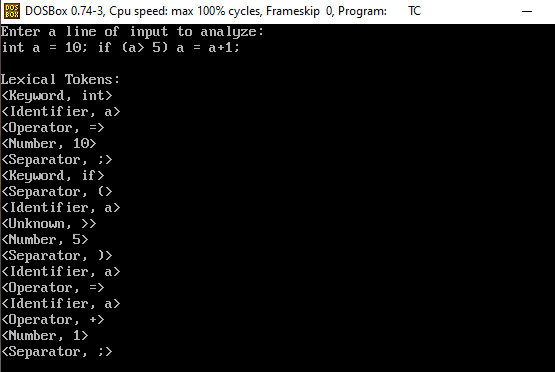 DOSBox 0.74-3, Cpu speed: max 100% cycles, Frameskip 0, Program: TC
Enter a line of input to analyze:
int a = 10; if (a> 5) a = a+1;
Lexical Tokens:
<Keyword, int>
<Identifier, a>
<Operator, =>
<Number, 10>
<Separator, ;>
<Keyword, if>
<Separator, (>
<Identifier, a>
<Unknown, >>
<Number, 5>
<Separator, )>
<Identifier, a>
<Operator, =>
<Identifier, a>
<Operator, +>
<Number, 1>
<Separator, ;>